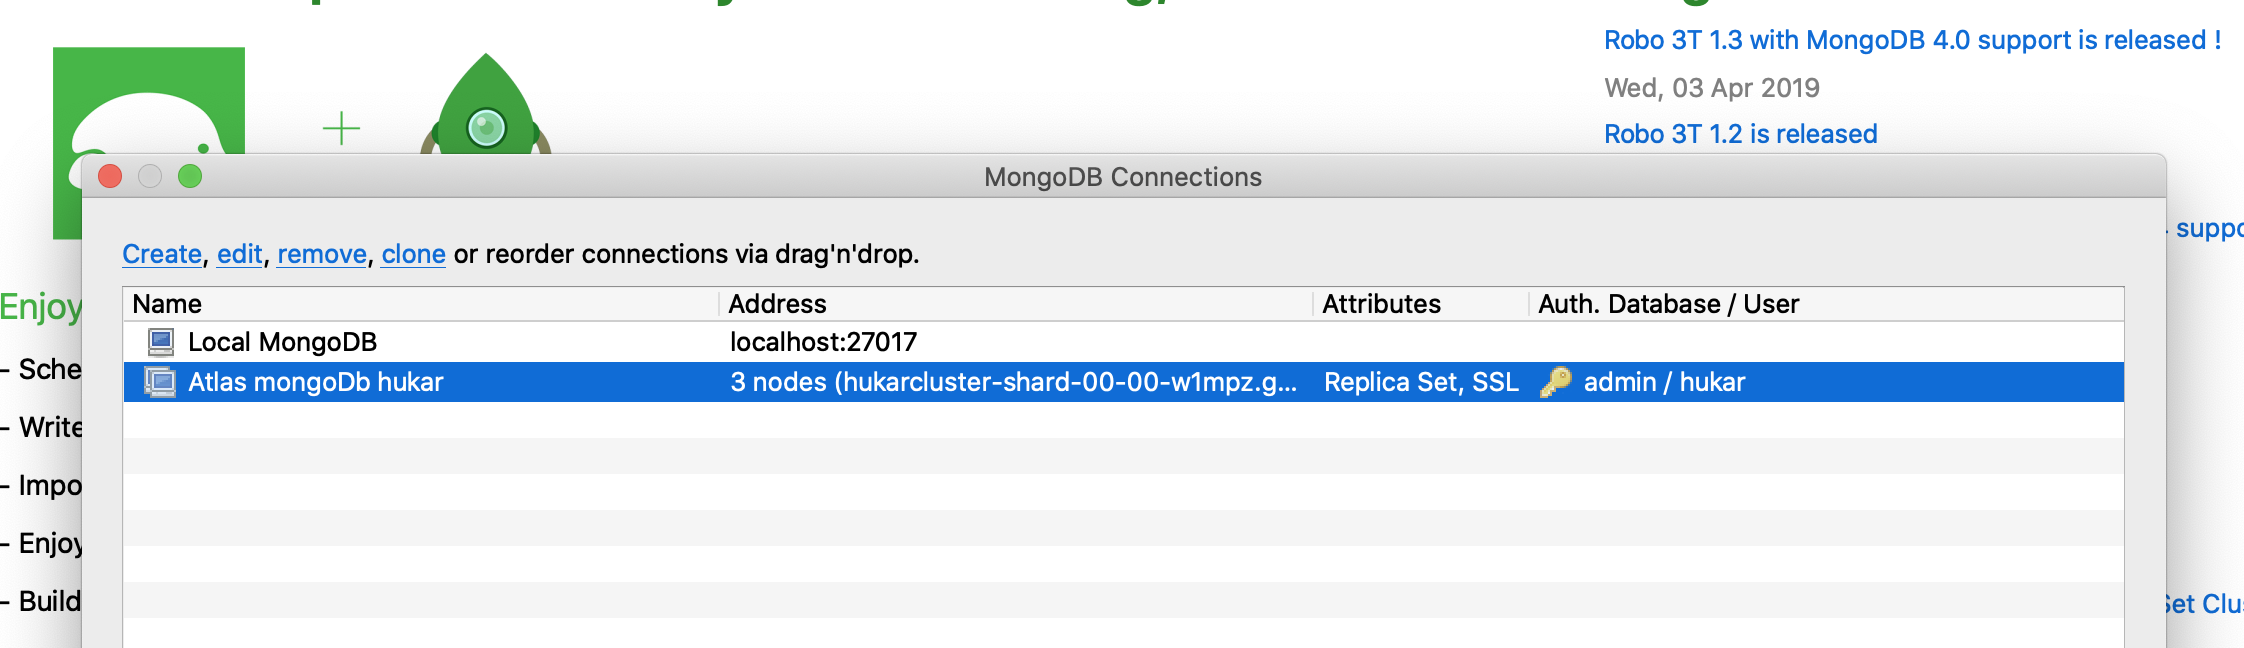 Robo 3T 1.3 with MongoDB 4.0 support is released !
Wed, 03 Apr 2019
Robo 3T 1.2 is released
MongoDB Connections
Create, edit, remove, clone or reorder connections via drag'n'drop.
Name Address Attributes Auth. Database / User
Local MongoDB localhost:27017
Atlas mongoDb hukar 3 nodes (hukarcluster-shard-00-00-w1mpz.g... Replica Set, SSL admin / hukar
Enjoy
- Sche
- Write
- Impo
- Enjoy
- Build
suppo
Set Clus